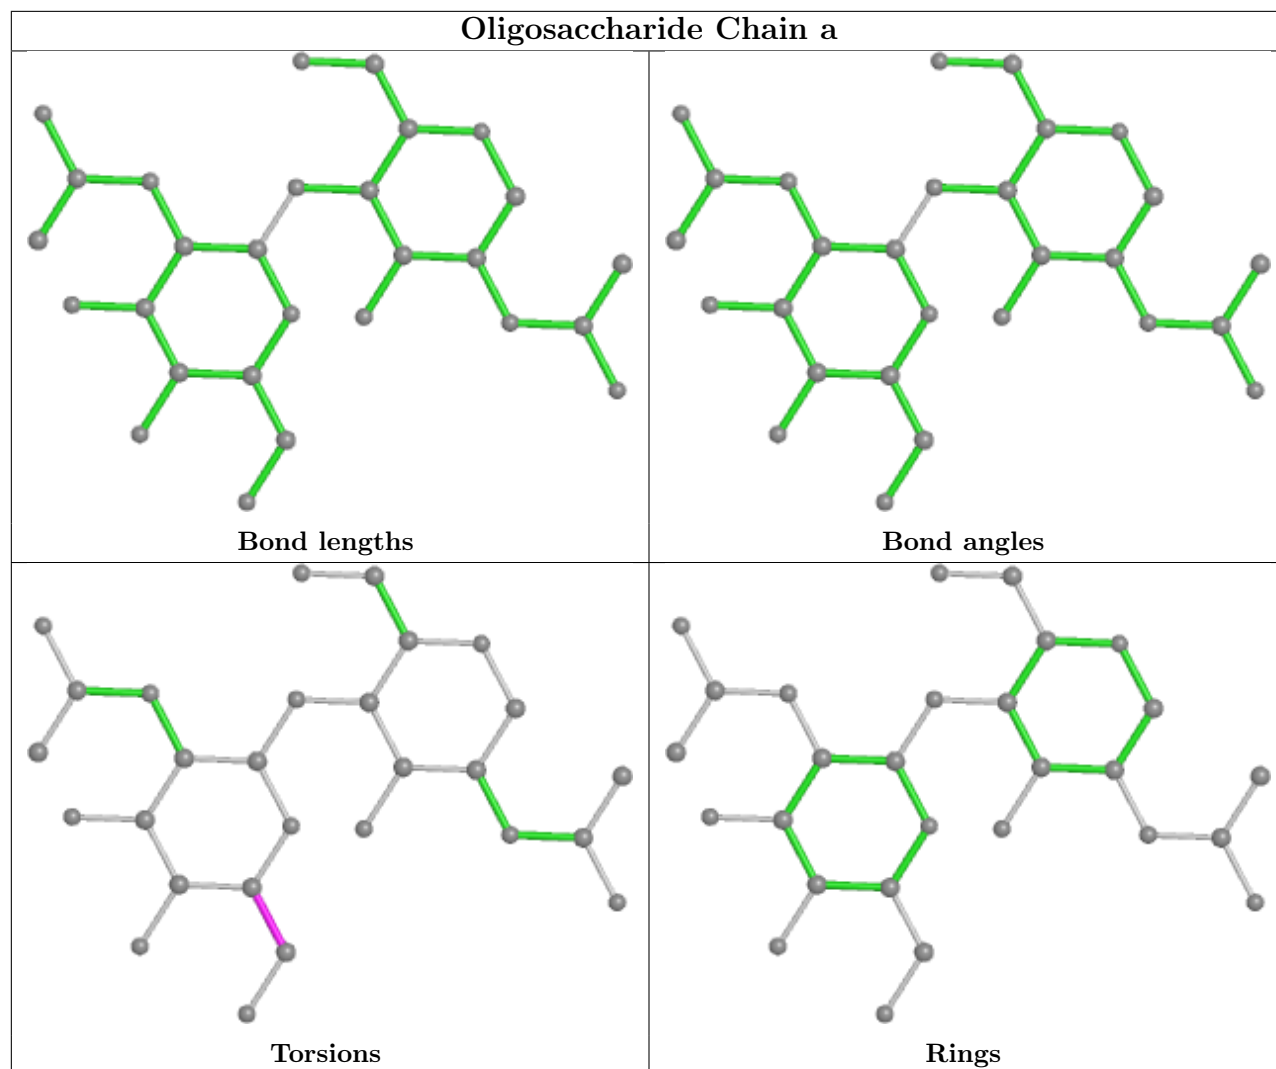 Oligosaccharide Chain a
Bond lengths
Bond angles
Torsions
Rings